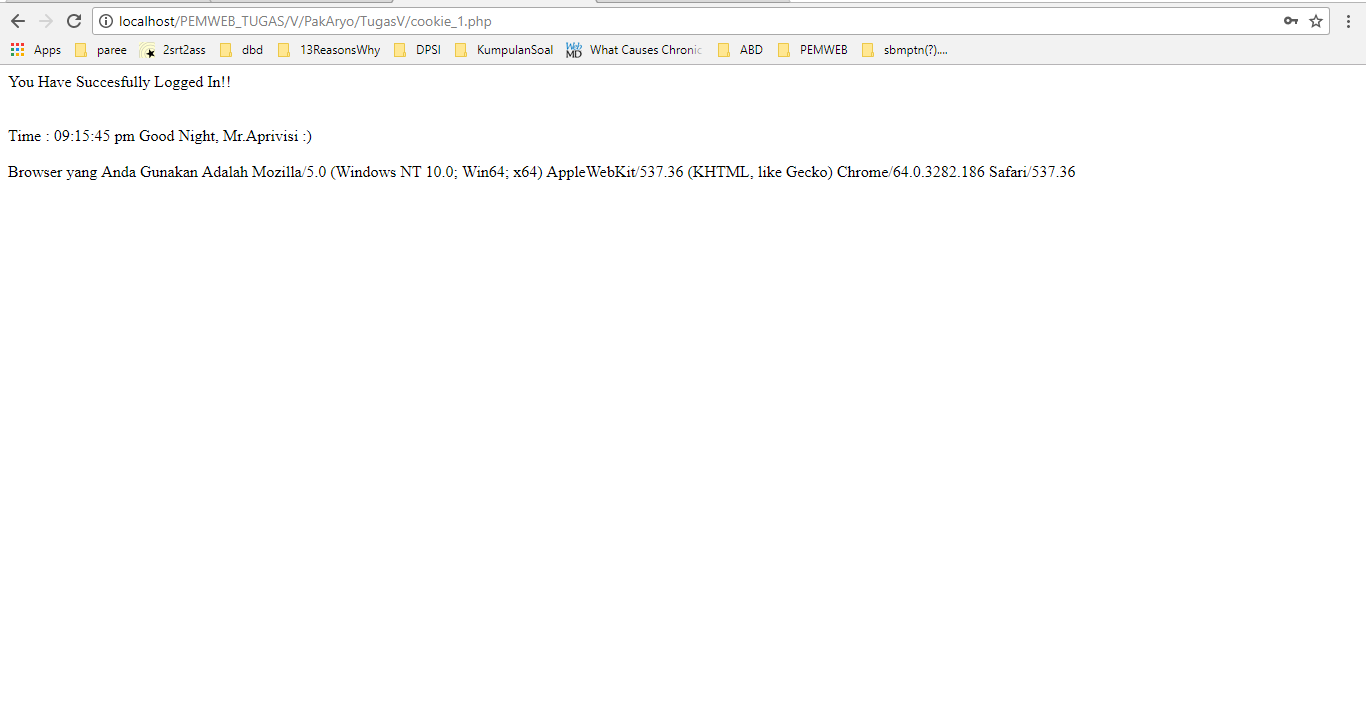 localhost/PEMWEB_TUGAS/V/PakAryo/TugasV/cookie_1.php
Apps paree 2srt2ass dbd 13ReasonsWhy DPSI KumpulanSoal Web MD What Causes Chronic ABD PEMWEB sbmptn(?)....
You Have Succesfully Logged In!!
Time : 09:15:45 pm Good Night, Mr.Aprivisi :)
Browser yang Anda Gunakan Adalah Mozilla/5.0 (Windows NT 10.0; Win64; x64) AppleWebKit/537.36 (KHTML, like Gecko) Chrome/64.0.3282.186 Safari/537.36